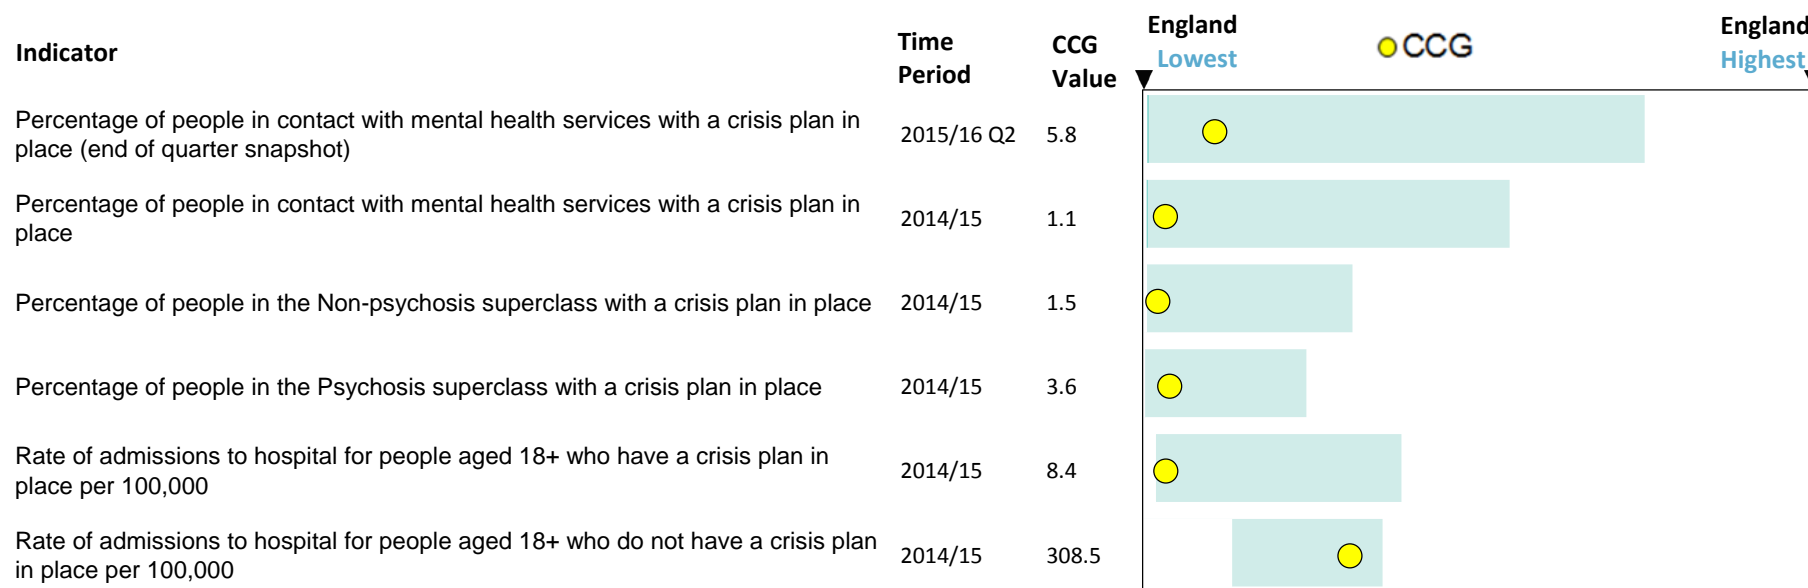 Indicator
Time
Period
CCG
Value
England
Lowest
CCG
England
Highest
Percentage of people in contact with mental health services with a crisis plan in
place (end of quarter snapshot)
2015/16 Q2
5.8
Percentage of people in contact with mental health services with a crisis plan in
place
2014/15
1.1
Percentage of people in the Non-psychosis superclass with a crisis plan in place
2014/15
1.5
Percentage of people in the Psychosis superclass with a crisis plan in place
2014/15
3.6
Rate of admissions to hospital for people aged 18+ who have a crisis plan in
place per 100,000
2014/15
8.4
Rate of admissions to hospital for people aged 18+ who do not have a crisis plan
in place per 100,000
2014/15
308.5